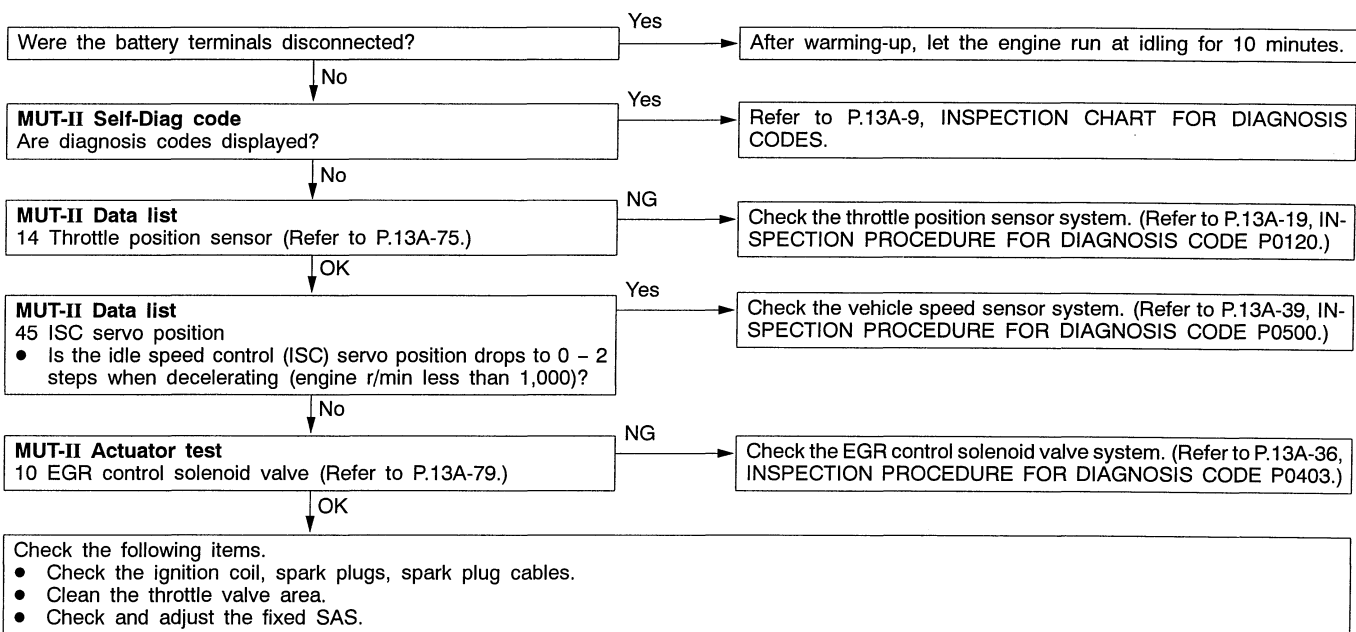 Yes
Were the battery terminals disconnected?
After warming-up, let the engine run at idling for 10 minutes.
No
MUT-II Self-Diag code
Are diagnosis codes displayed?
Yes
Refer to P.13A-9, INSPECTION CHART FOR DIAGNOSIS
CODES.
No
MUT-II Data list
14 Throttle position sensor (Refer to P.13A-75.)
NG
Check the throttle position sensor system. (Refer to P.13A-19, IN-
SPECTION PROCEDURE FOR DIAGNOSIS CODE P0120.)
OK
MUT-II Data list
45 ISC servo position
● Is the idle speed control (ISC) servo position drops to 0 – 2
steps when decelerating (engine r/min less than 1,000)?
Yes
Check the vehicle speed sensor system. (Refer to P.13A-39, IN-
SPECTION PROCEDURE FOR DIAGNOSIS CODE P0500.)
No
MUT-II Actuator test
10 EGR control solenoid valve (Refer to P.13A-79.)
NG
Check the EGR control solenoid valve system. (Refer to P.13A-36,
INSPECTION PROCEDURE FOR DIAGNOSIS CODE P0403.)
OK
Check the following items.
● Check the ignition coil, spark plugs, spark plug cables.
● Clean the throttle valve area.
● Check and adjust the fixed SAS.